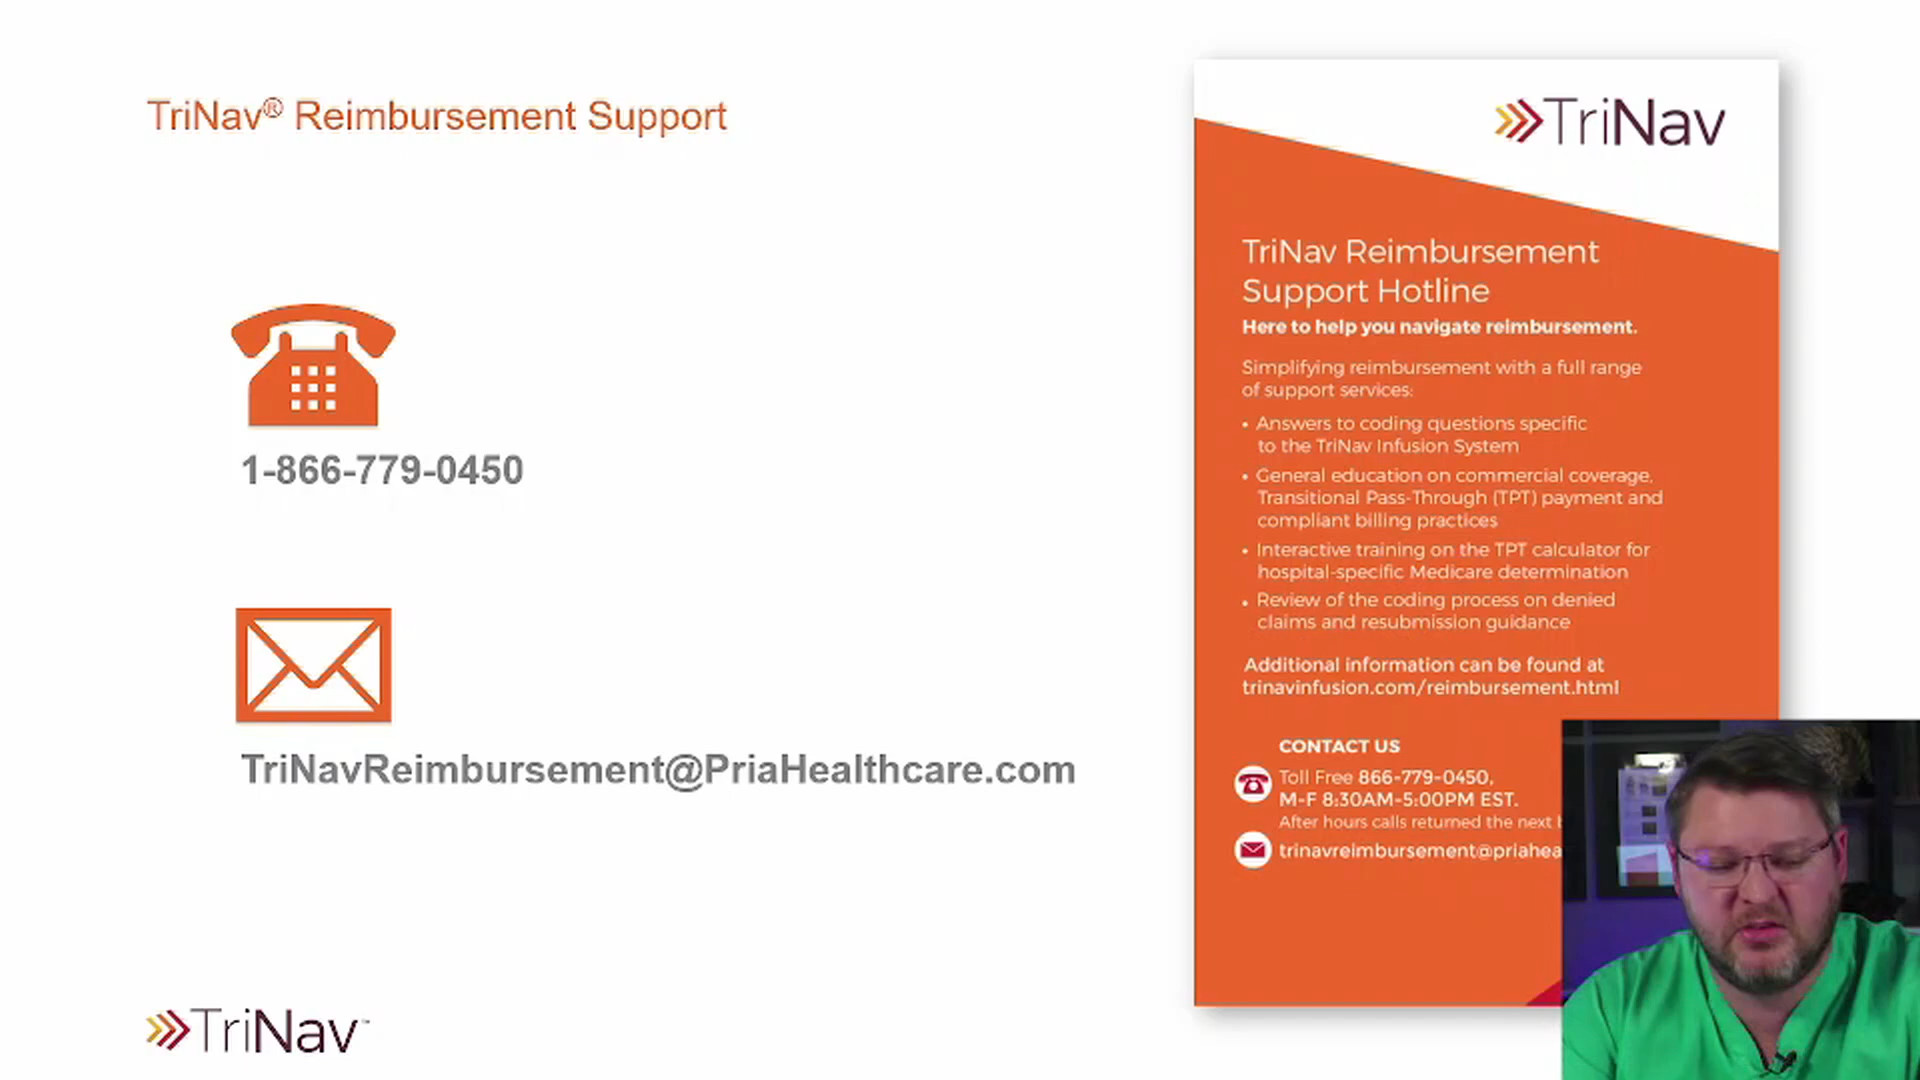 TriNav® Reimbursement Support
1-866-779-0450
TriNavReimbursement@PriaHealthcare.com
TriNav™
TriNav
TriNav Reimbursement
Support Hotline
Here to help you navigate reimbursement.
Simplifying reimbursement with a full range
of support services:
• Answers to coding questions specific
to the TriNav Infusion System
• General education on commercial coverage,
Transitional Pass-Through (TPT) payment and
compliant billing practices
• Interactive training on the TPT calculator for
hospital-specific Medicare determination
• Review of the coding process on denied
claims and resubmission guidance
Additional information can be found at
trinavinfusion.com/reimbursement.html
CONTACT US
Toll Free 866-779-0450,
M-F 8:30AM-5:00PM EST.
After hours calls returned the next
trinavreimbursement@priahea